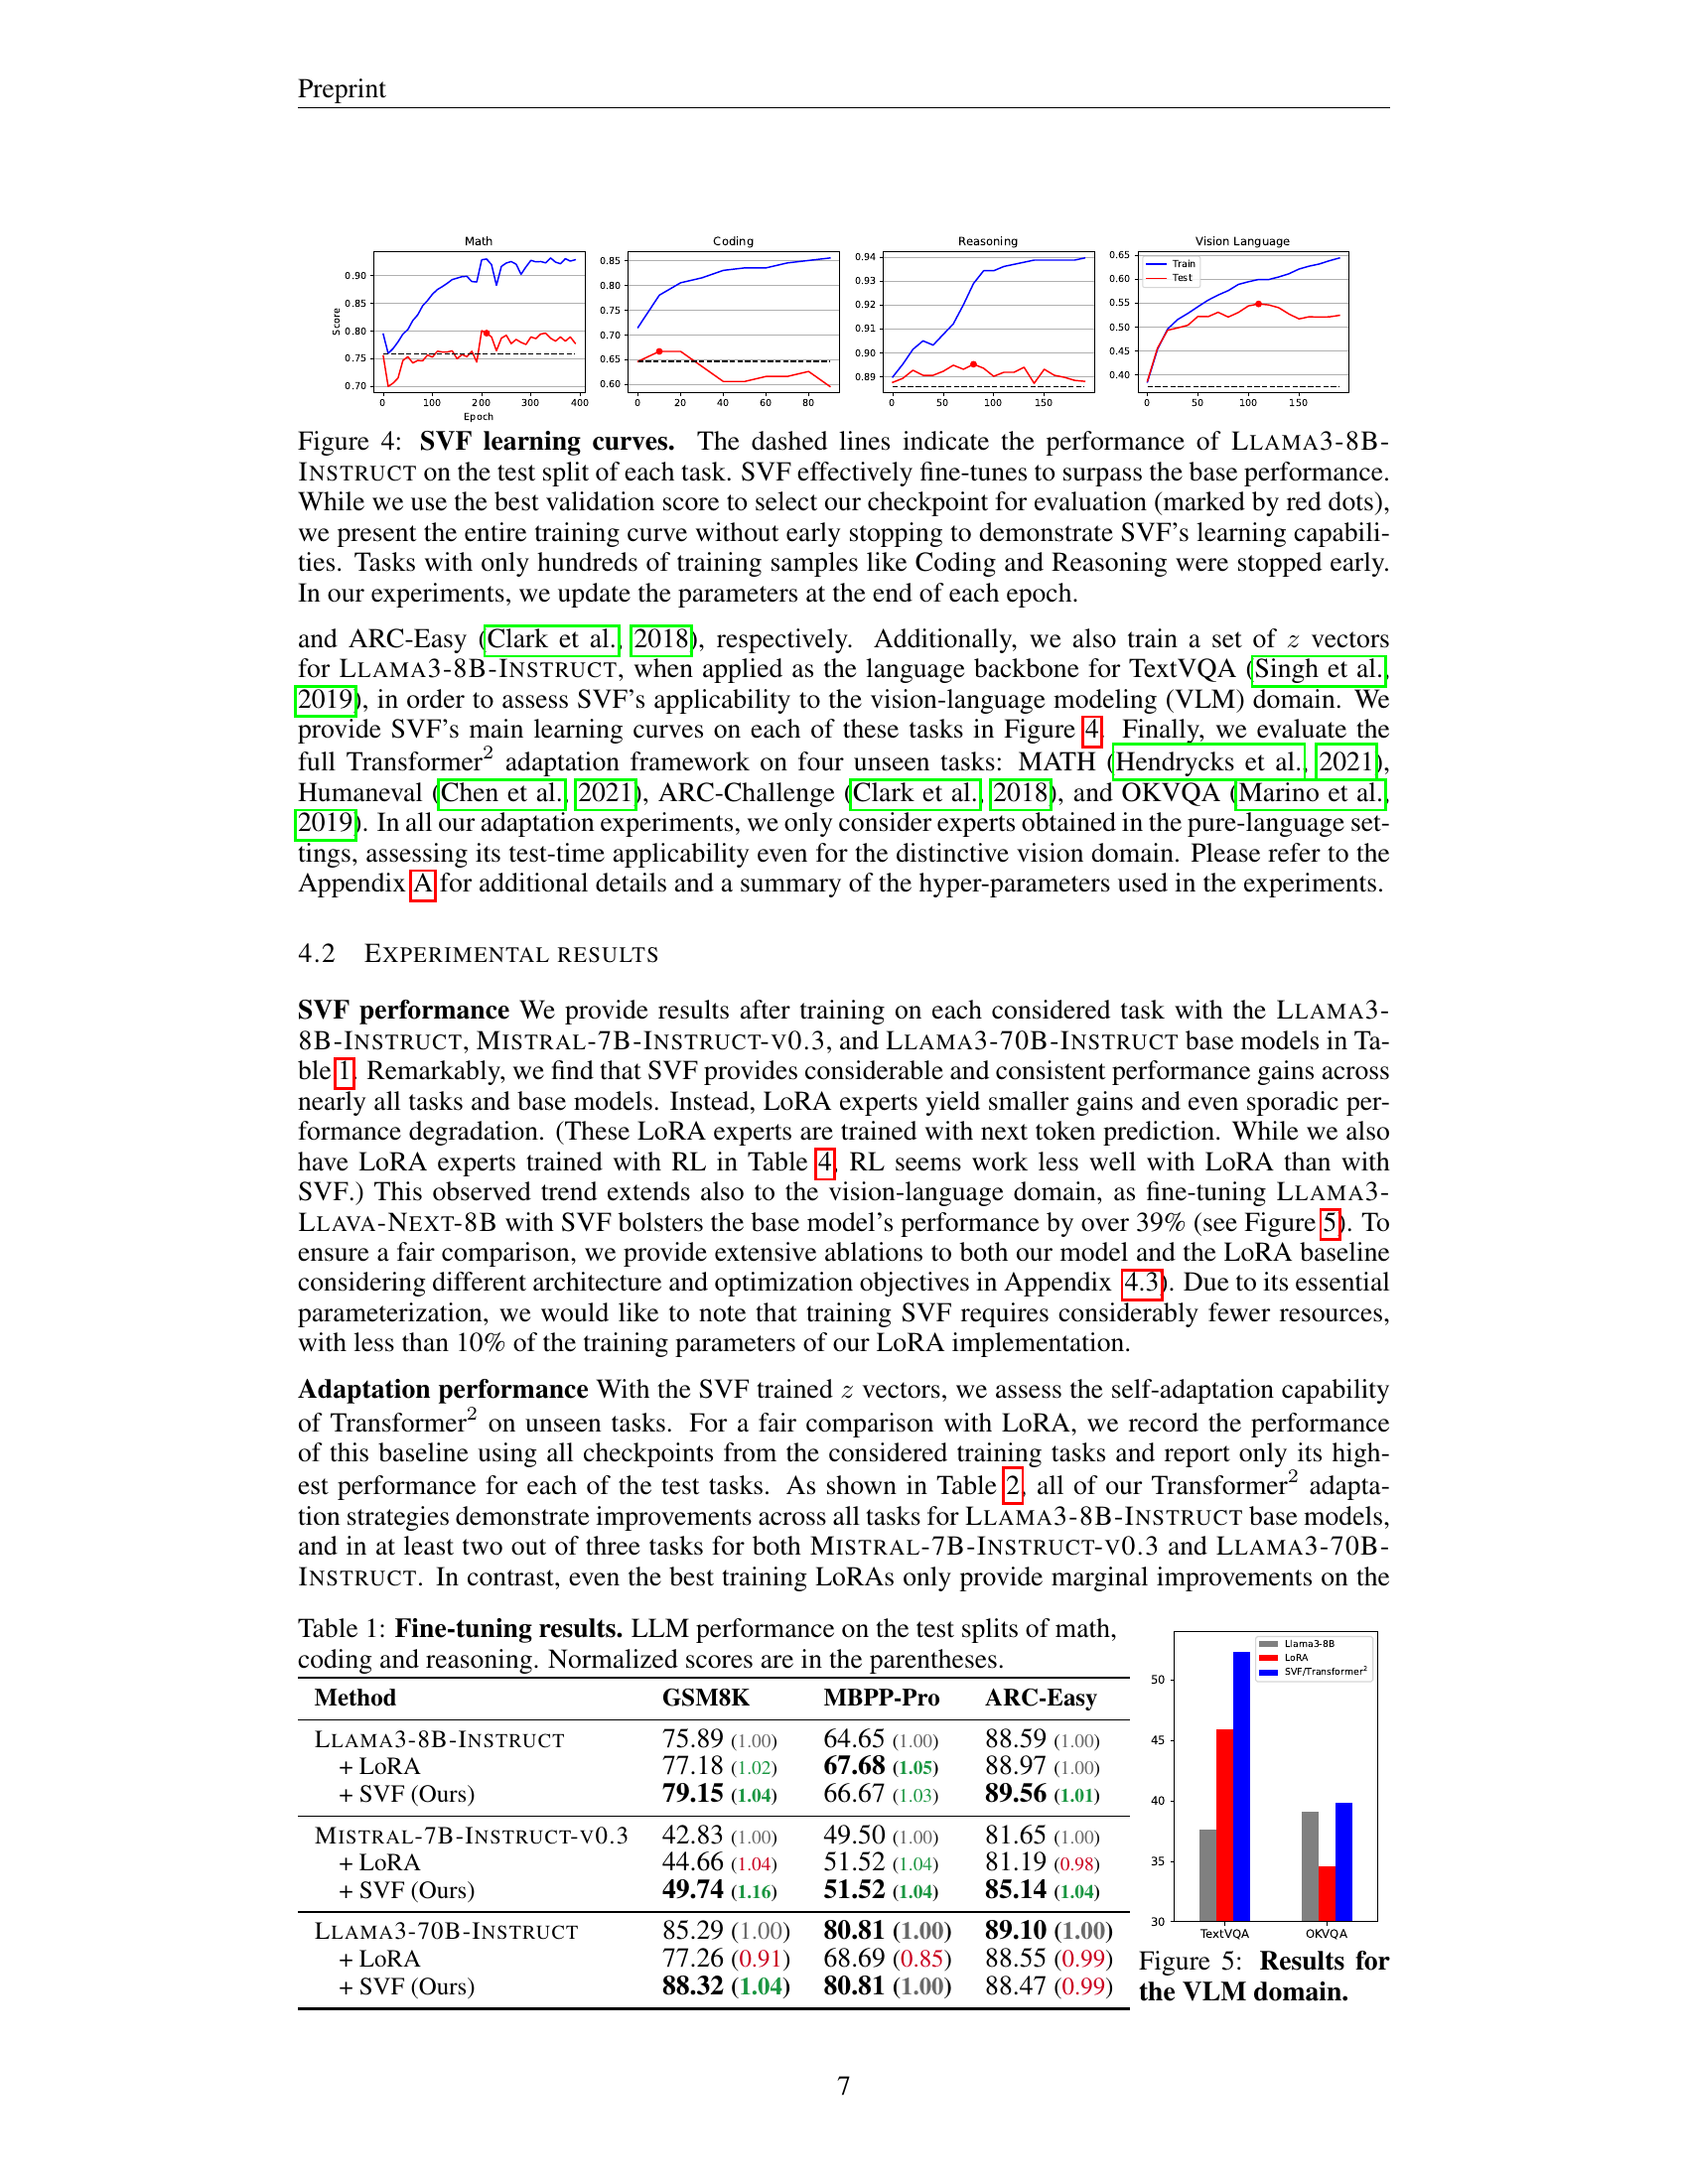 Preprint
Math
Coding
Reasoning
Vision Language
Score
0.90
0.85
0.80
0.75
0.70
0 100 200 300 400
Epoch
0.85
0.80
0.75
0.70
0.65
0.60
0 20 40 60 80
0.94
0.93
0.92
0.91
0.90
0.89
0 50 100 150
0.65
0.60
0.55
0.50
0.45
0.40
0 50 100 150
Train
Test
Figure 4: SVF learning curves. The dashed lines indicate the performance of LLAMA3-8B-
INSTRUCT on the test split of each task. SVF effectively fine-tunes to surpass the base performance.
While we use the best validation score to select our checkpoint for evaluation (marked by red dots),
we present the entire training curve without early stopping to demonstrate SVF's learning capabili-
ties. Tasks with only hundreds of training samples like Coding and Reasoning were stopped early.
In our experiments, we update the parameters at the end of each epoch.
and ARC-Easy (Clark et al., 2018), respectively. Additionally, we also train a set of z vectors
for LLAMA3-8B-INSTRUCT, when applied as the language backbone for TextVQA (Singh et al.,
2019), in order to assess SVF's applicability to the vision-language modeling (VLM) domain. We
provide SVF's main learning curves on each of these tasks in Figure 4. Finally, we evaluate the
full Transformer² adaptation framework on four unseen tasks: MATH (Hendrycks et al., 2021),
Humaneval (Chen et al., 2021), ARC-Challenge (Clark et al., 2018), and OKVQA (Marino et al.,
2019). In all our adaptation experiments, we only consider experts obtained in the pure-language set-
tings, assessing its test-time applicability even for the distinctive vision domain. Please refer to the
Appendix A for additional details and a summary of the hyper-parameters used in the experiments.
4.2 EXPERIMENTAL RESULTS
SVF performance We provide results after training on each considered task with the LLAMA3-
8B-INSTRUCT, MISTRAL-7B-INSTRUCT-V0.3, and LLAMA3-70B-INSTRUCT base models in Ta-
ble 1. Remarkably, we find that SVF provides considerable and consistent performance gains across
nearly all tasks and base models. Instead, LoRA experts yield smaller gains and even sporadic per-
formance degradation. (These LoRA experts are trained with next token prediction. While we also
have LoRA experts trained with RL in Table 4, RL seems work less well with LoRA than with
SVF.) This observed trend extends also to the vision-language domain, as fine-tuning LLAMA3-
LLAVA-NEXT-8B with SVF bolsters the base model's performance by over 39% (see Figure 5). To
ensure a fair comparison, we provide extensive ablations to both our model and the LoRA baseline
considering different architecture and optimization objectives in Appendix 4.3). Due to its essential
parameterization, we would like to note that training SVF requires considerably fewer resources,
with less than 10% of the training parameters of our LoRA implementation.
Adaptation performance With the SVF trained z vectors, we assess the self-adaptation capability
of Transformer² on unseen tasks. For a fair comparison with LoRA, we record the performance
of this baseline using all checkpoints from the considered training tasks and report only its high-
est performance for each of the test tasks. As shown in Table 2, all of our Transformer² adapta-
tion strategies demonstrate improvements across all tasks for LLAMA3-8B-INSTRUCT base models,
and in at least two out of three tasks for both MISTRAL-7B-INSTRUCT-V0.3 and LLAMA3-70B-
INSTRUCT. In contrast, even the best training LoRAs only provide marginal improvements on the
Table 1: Fine-tuning results. LLM performance on the test splits of math,
coding and reasoning. Normalized scores are in the parentheses.
Method GSM8K MBPP-Pro ARC-Easy
LLAMA3-8B-INSTRUCT 75.89 (1.00) 64.65 (1.00) 88.59 (1.00)
+ LoRA 77.18 (1.02) 67.68 (1.05) 88.97 (1.00)
+ SVF (Ours) 79.15 (1.04) 66.67 (1.03) 89.56 (1.01)
MISTRAL-7B-INSTRUCT-V0.3 42.83 (1.00) 49.50 (1.00) 81.65 (1.00)
+ LoRA 44.66 (1.04) 51.52 (1.04) 81.19 (0.98)
+ SVF (Ours) 49.74 (1.16) 51.52 (1.04) 85.14 (1.04)
LLAMA3-70B-INSTRUCT 85.29 (1.00) 80.81 (1.00) 89.10 (1.00)
+ LoRA 77.26 (0.91) 68.69 (0.85) 88.55 (0.99)
+ SVF (Ours) 88.32 (1.04) 80.81 (1.00) 88.47 (0.99)
Llama3-8B
LoRA
SVF/Transformer²
50
45
40
35
30
TextVQA OKVQA
Figure 5: Results for
the VLM domain.
7